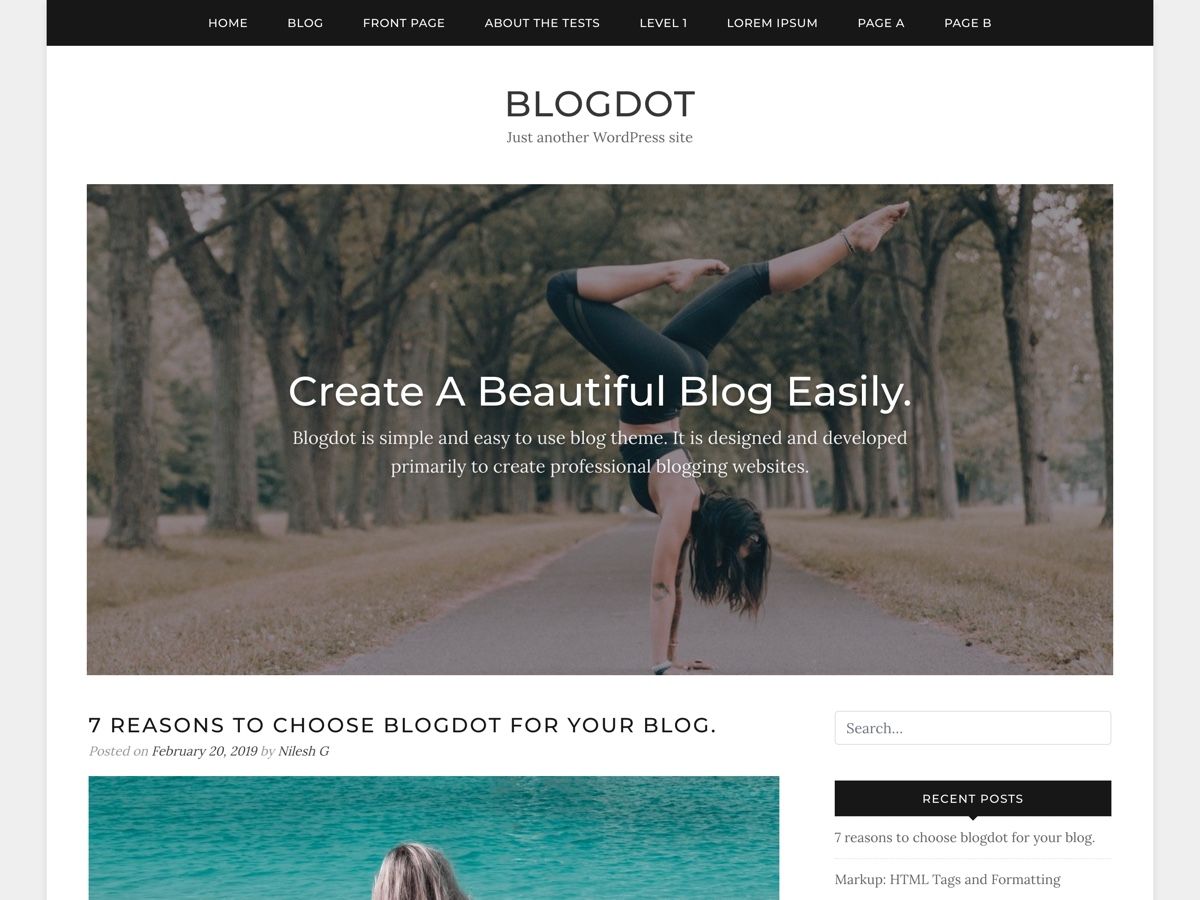 HOME BLOG FRONT PAGE ABOUT THE TESTS LEVEL 1 LOREM IPSUM PAGE A PAGE B
BLOGDOT
Just another WordPress site
Create A Beautiful Blog Easily.
Blogdot is simple and easy to use blog theme. It is designed and developed
primarily to create professional blogging websites.
7 REASONS TO CHOOSE BLOGDOT FOR YOUR BLOG.
Posted on February 20, 2019 by Nilesh G
Search...
RECENT POSTS
7 reasons to choose blogdot for your blog.
Markup: HTML Tags and Formatting